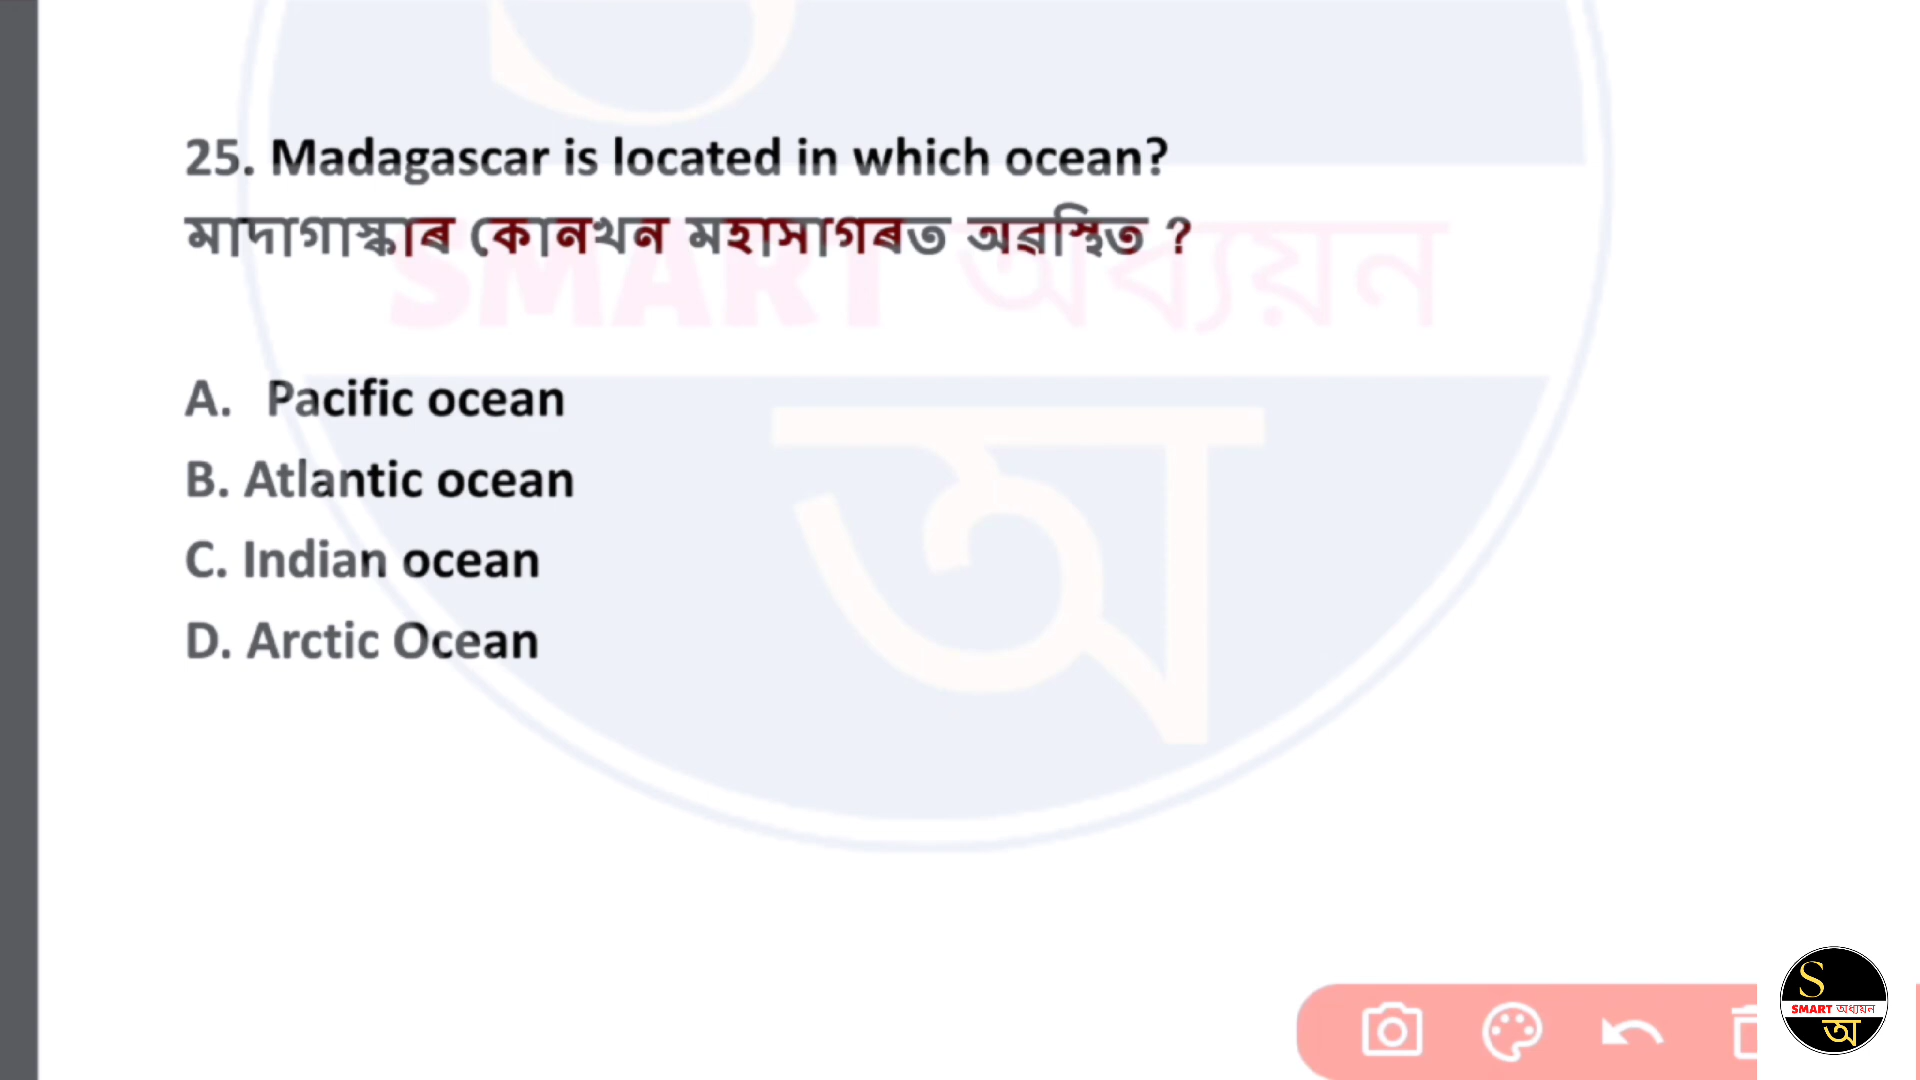 25. Madagascar is located in which ocean?
মাদাগাস্কাৰ কোনখন মহাসাগৰত অৱস্থিত ?
SMART অধ্যয়ন
A. Pacific ocean
B. Atlantic ocean
C. Indian ocean
D. Arctic Ocean
অ
S
SMART অধ্যয়ন
অ